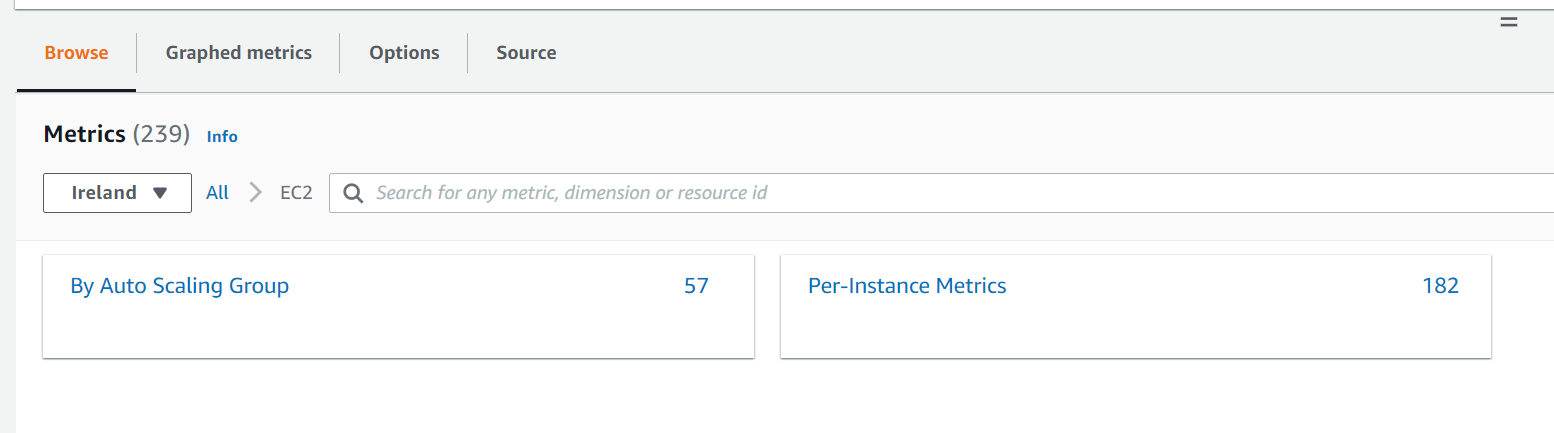 Browse Graphed metrics Options Source
Metrics (239) Info
Ireland All EC2 Search for any metric, dimension or resource id
By Auto Scaling Group 57 Per-Instance Metrics 182